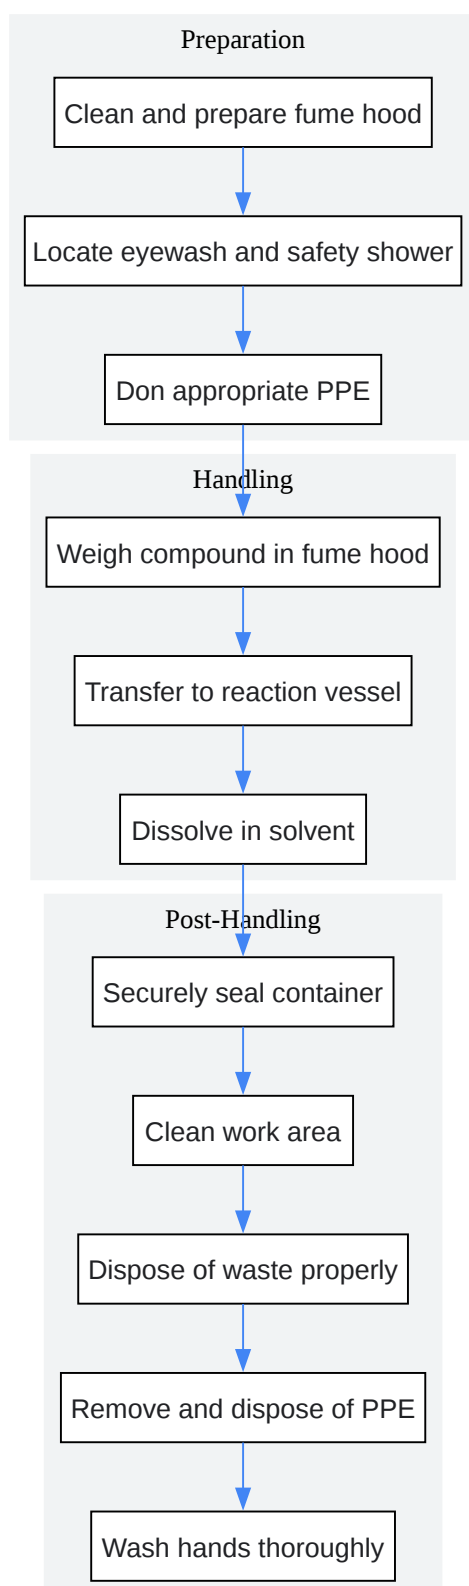 Preparation
Clean and prepare fume hood
Locate eyewash and safety shower
Don appropriate PPE
Handling
Weigh compound in fume hood
Transfer to reaction vessel
Dissolve in solvent
Post-Handling
Securely seal container
Clean work area
Dispose of waste properly
Remove and dispose of PPE
Wash hands thoroughly